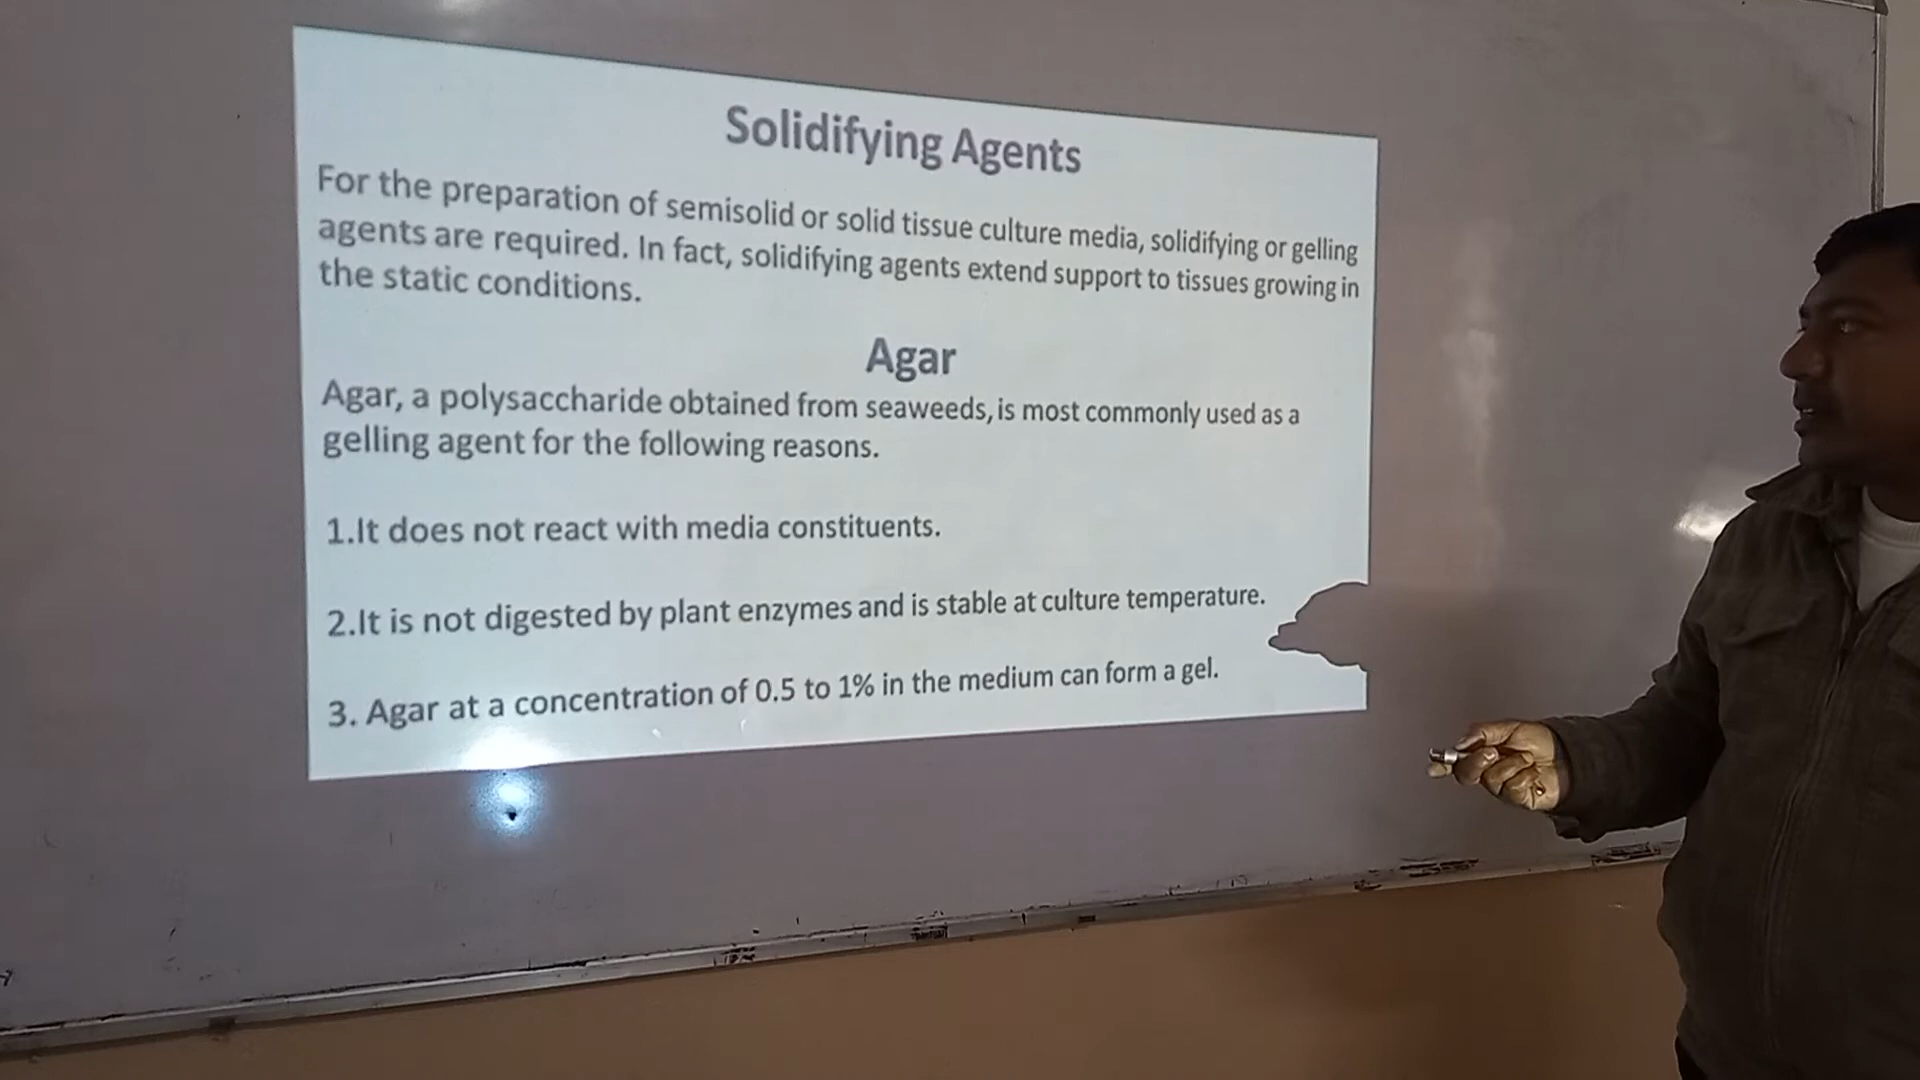 Solidifying Agents
For the preparation of semisolid or solid tissue culture media, solidifying or gelling
agents are required. In fact, solidifying agents extend support to tissues growing in
the static conditions.
Agar
Agar, a polysaccharide obtained from seaweeds, is most commonly used as a
gelling agent for the following reasons.
1.It does not react with media constituents.
2.It is not digested by plant enzymes and is stable at culture temperature.
3. Agar at a concentration of 0.5 to 1% in the medium can form a gel.